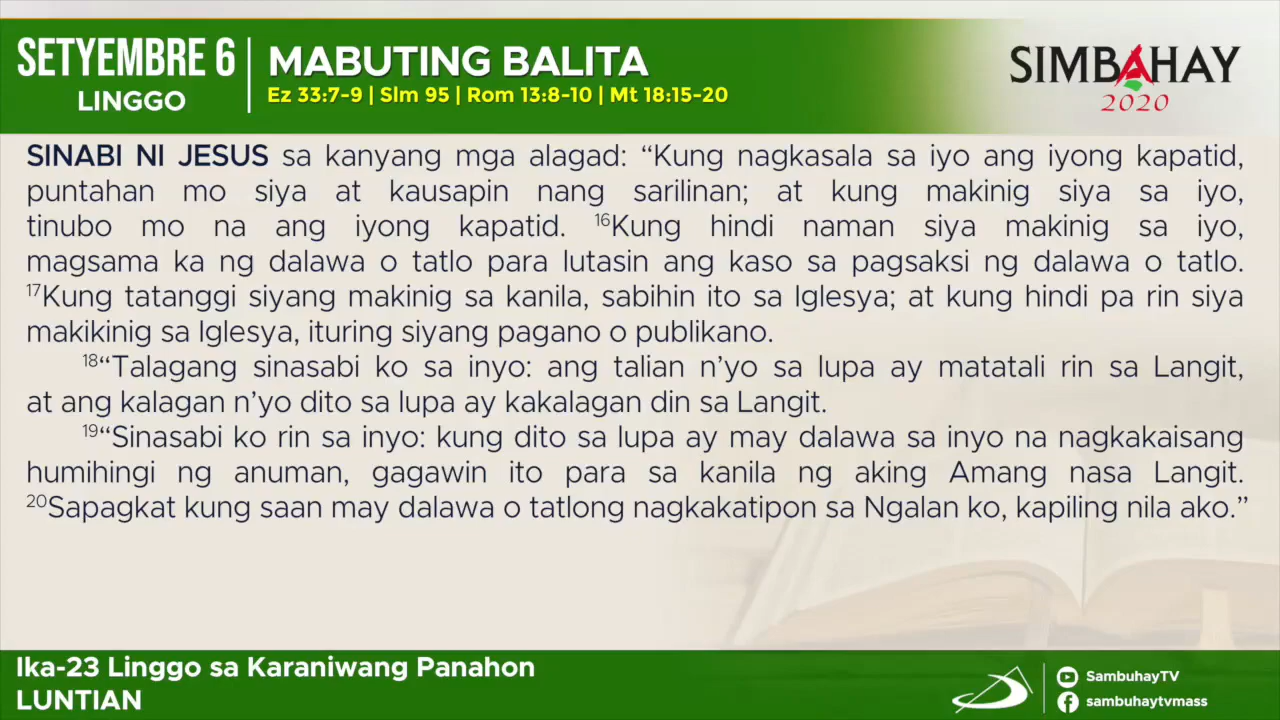 SETYEMBRE 6
LINGGO
MABUTING BALITA
Ez 33:7-9 | Slm 95 | Rom 13:8-10 | Mt 18:15-20
SIMBAHAY
2020
SINABI NI JESUS sa kanyang mga alagad: “Kung nagkasala sa iyo ang iyong kapatid,
puntahan mo siya at kausapin nang sarilinan; at kung makinig siya sa iyo,
tinubo mo na ang iyong kapatid. ¹⁶Kung hindi naman siya makinig sa iyo,
magsama ka ng dalawa o tatlo para lutasin ang kaso sa pagsaksi ng dalawa o tatlo.
¹⁷Kung tatanggi siyang makinig sa kanila, sabihin ito sa Iglesya; at kung hindi pa rin siya
makikinig sa Iglesya, ituring siyang pagano o publikano.
¹⁸“Talagang sinasabi ko sa inyo: ang talian n’yo sa lupa ay matatali rin sa Langit,
at ang kalagan n’yo dito sa lupa ay kakalagan din sa Langit.
¹⁹“Sinasabi ko rin sa inyo: kung dito sa lupa ay may dalawa sa inyo na nagkakaisang
humihingi ng anuman, gagawin ito para sa kanila ng aking Amang nasa Langit.
²⁰Sapagkat kung saan may dalawa o tatlong nagkakatipon sa Ngalan ko, kapiling nila ako.”
Ika-23 Linggo sa Karaniwang Panahon
LUNTIAN
SambuhayTV
sambuhaytvmass